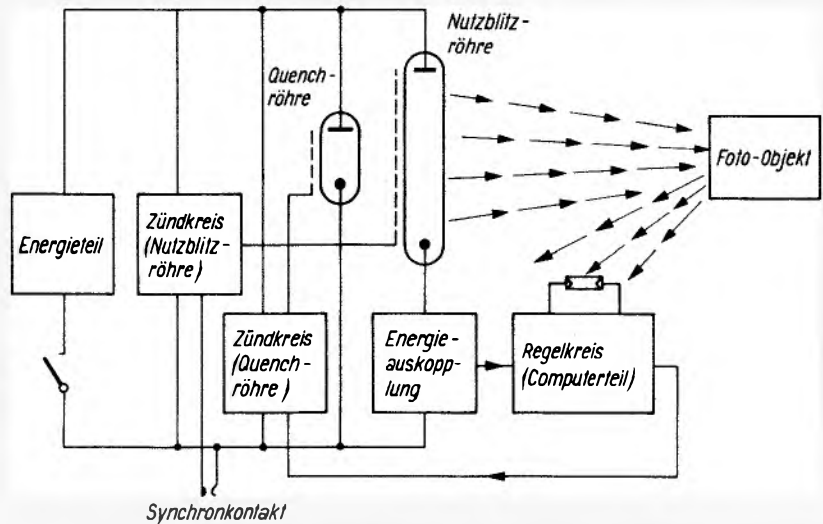 Nutzblitz-
röhre
Quench-
röhre
Foto-Objekt
Energieteil
Zündkreis
(Nutzblitz-
röhre)
Zündkreis
(Quench-
röhre)
Energie-
auskopp-
lung
Regelkreis
(Computerteil)
Synchronkontakt